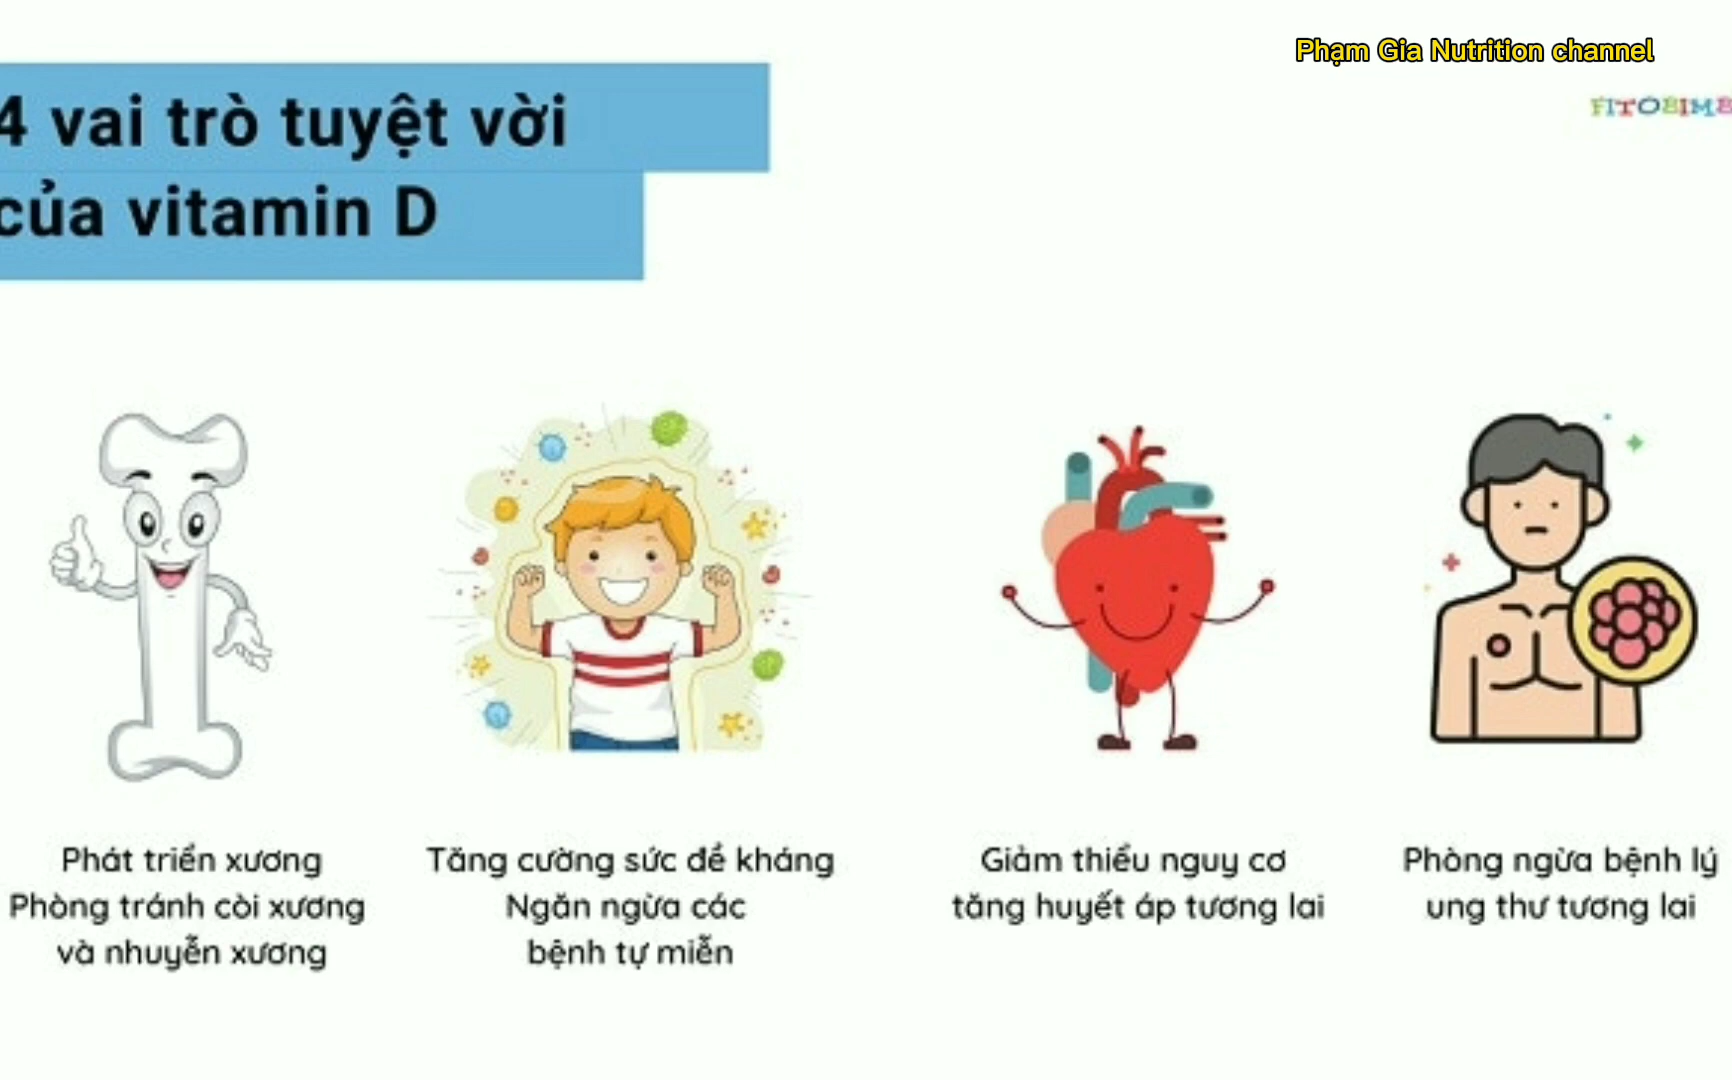 Phạm Gia Nutrition channel
4 vai trò tuyệt vời
của vitamin D
Phát triển xương
Phòng tránh còi xương
và nhuyễn xương
Tăng cường sức đề kháng
Ngăn ngừa các
bệnh tự miễn
Giảm thiểu nguy cơ
tăng huyết áp tương lai
Phòng ngừa bệnh lý
ung thư tương lai